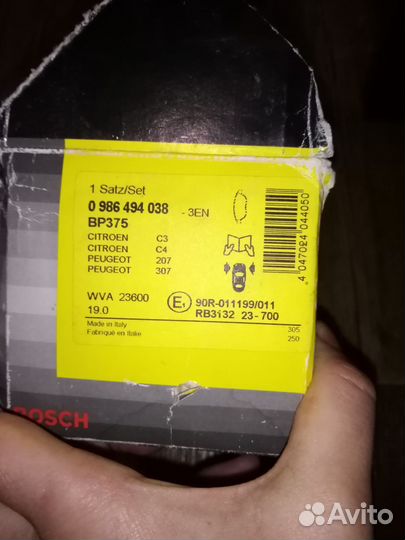 1 Satz/Set
0 986 494 038 - 3EN
BP375
CITROEN C3
CITROEN C4
PEUGEOT 207
PEUGEOT 307
WVA 23600
19.0
E1 90R-011199/011
RB3132 23-700
Made in Italy
Fabriqué en Italie
305
250
4 047024 044050
BOSCH
Avito